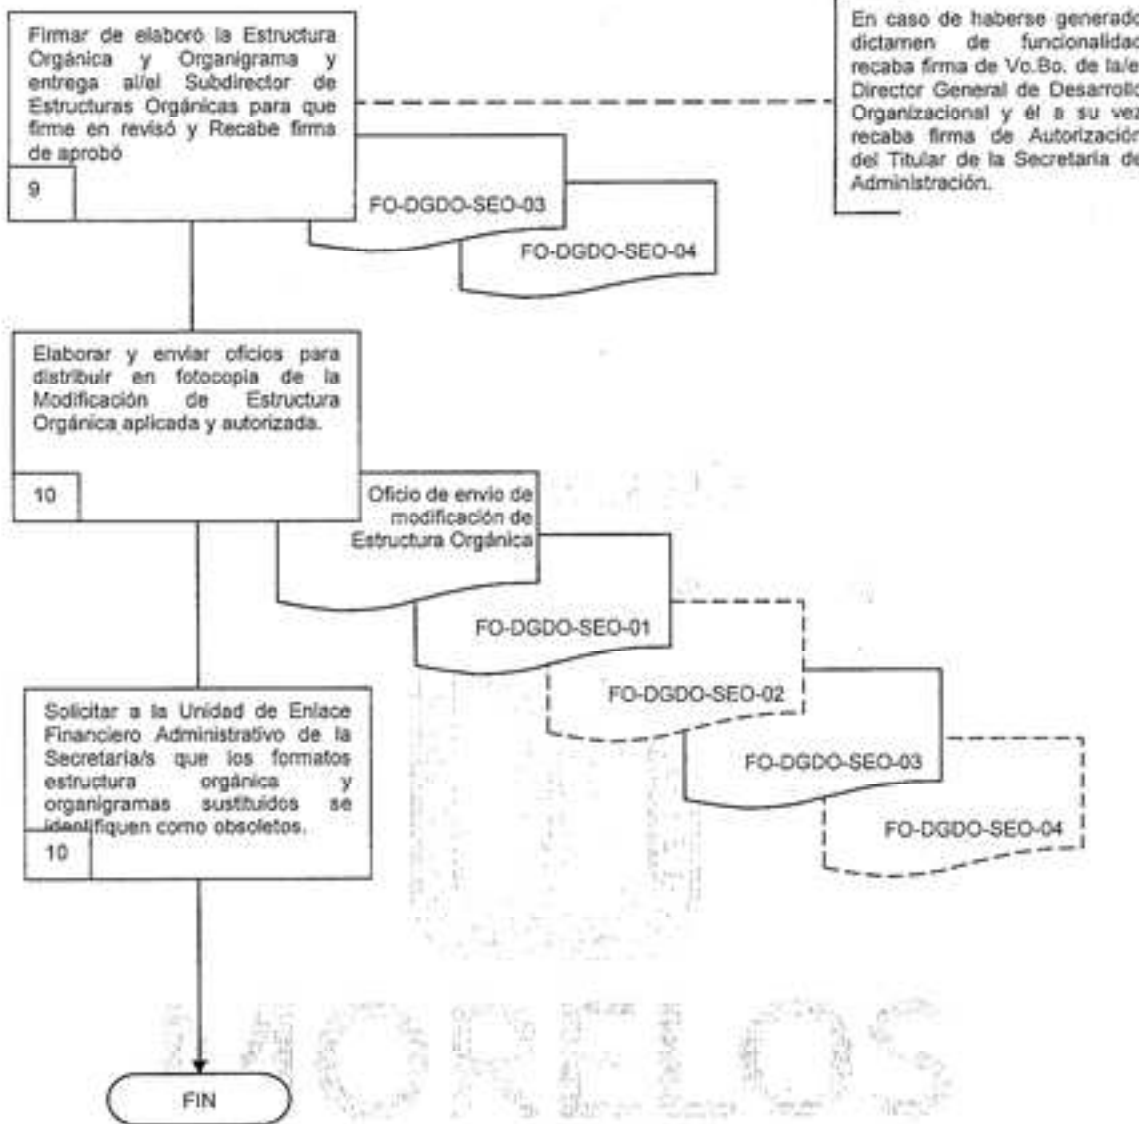 Firmar de elaboró la Estructura
Orgánica y Organigrama y
entrega al/el Subdirector de
Estructuras Orgánicas para que
firme en revisó y Recabe firma
de aprobó
9
FO-DGDO-SEO-03
FO-DGDO-SEO-04
En caso de haberse generado
dictamen de funcionalidad
recaba firma de Vo.Bo. de la/el
Director General de Desarrollo
Organizacional y él a su vez
recaba firma de Autorización
del Titular de la Secretaría de
Administración.
Elaborar y enviar oficios para
distribuir en fotocopia de la
Modificación de Estructura
Orgánica aplicada y autorizada.
10
Oficio de envío de
modificación de
Estructura Orgánica
FO-DGDO-SEO-01
FO-DGDO-SEO-02
FO-DGDO-SEO-03
FO-DGDO-SEO-04
Solicitar a la Unidad de Enlace
Financiero Administrativo de la
Secretaría/s que los formatos
estructura orgánica y
organigramas sustituidos se
identifiquen como obsoletos.
10
FIN
MORELOS